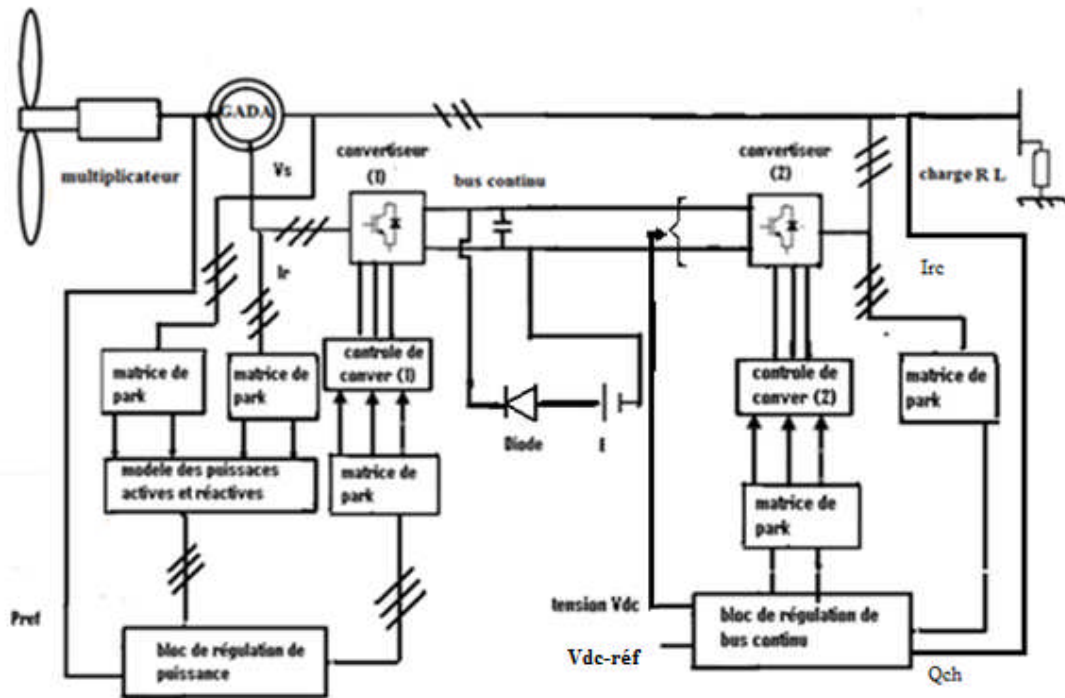 GADA
multiplicateur
Vs
convertiseur
(1)
bus continu
convertiseur
(2)
charge R L
Ir
Irc
matrice de
park
matrice de
park
controle de
conver (1)
controle de
conver (2)
matrice de
park
Diode
E
modele des puissaces
actives et réactives
matrice de
park
matrice de
park
Pref
bloc de régulation de
puissance
tension Vdc
Vdc-réf
bloc de régulation de
bus continu
Qch